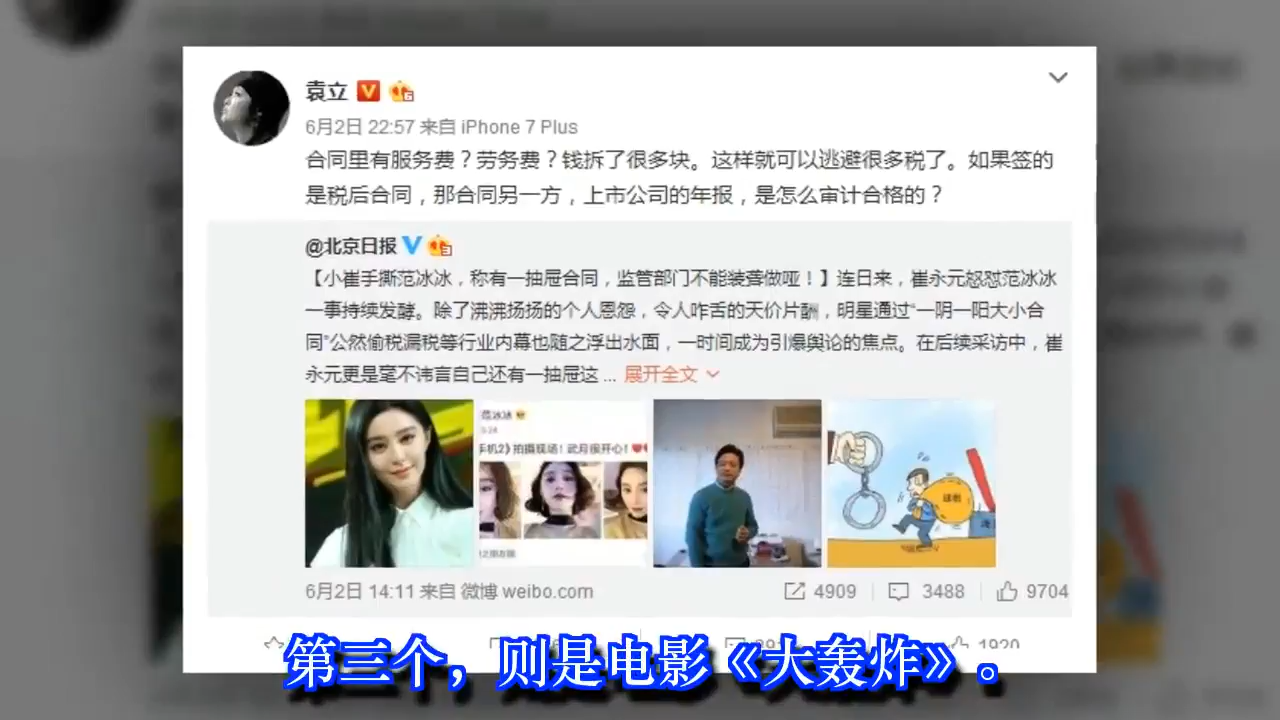 袁立
6月2日 22:57 来自 iPhone 7 Plus
合同里有服务费？劳务费？钱拆了很多块。这样就可以逃避很多税了。如果签的
是税后合同，那合同另一方，上市公司的年报，是怎么审计合格的？
@北京日报
【小崔手撕范冰冰，称有一抽屉合同，监管部门不能装聋做哑！】连日来，崔永元怒怼范冰冰
一事持续发酵。除了沸沸扬扬的个人恩怨，令人咋舌的天价片酬，明星通过“一阴一阳大小合
同”公然偷税漏税等行业内幕也随之浮出水面，一时间成为引爆舆论的焦点。在后续采访中，崔
永元更是毫不讳言自己还有一抽屉这 ... 展开全文
范冰冰
手机2》拍摄现场！武月很开心！
6月2日 14:11 来自 微博 weibo.com
4909 3488 9704
1920
第三个，则是电影《大轰炸》。